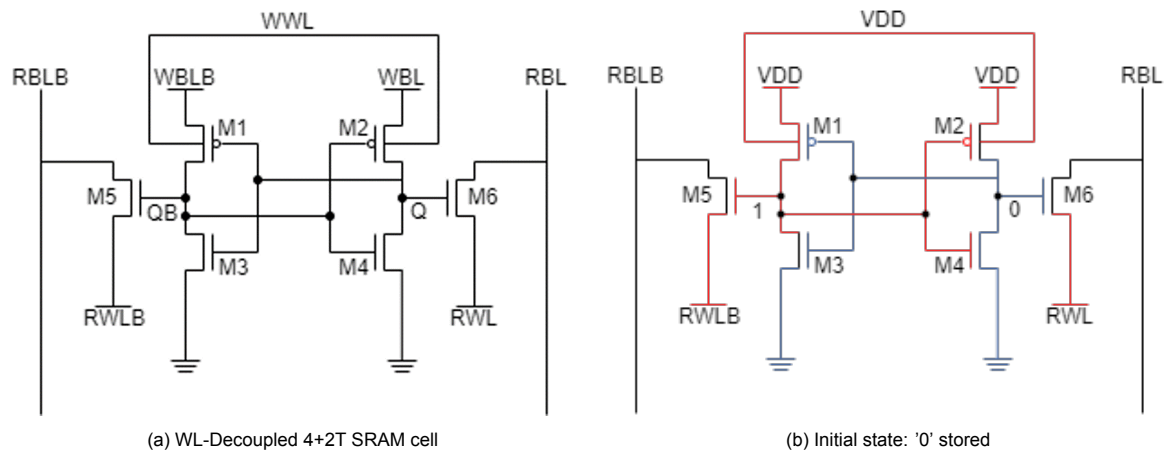 WWL
RBLB
WBLB
WBL
RBL
M1
M2
M5
QB
Q
M6
M3
M4
RWLB
RWL
(a) WL-Decoupled 4+2T SRAM cell
VDD
RBLB
VDD
VDD
RBL
M1
M2
M5
1
0
M6
M3
M4
RWLB
RWL
(b) Initial state: ’0’ stored